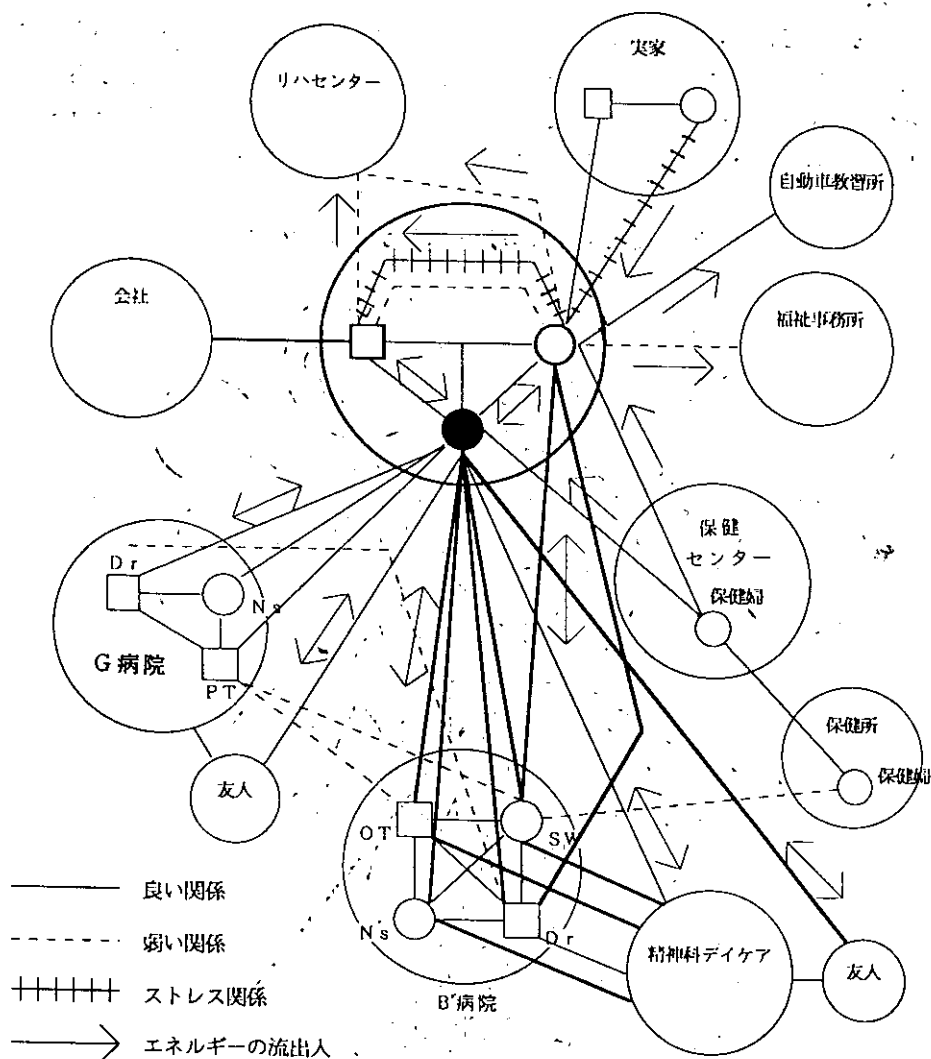 実家
リハセンター
自動車教習所
会社
福祉事務所
保健
センター
保健婦
Dr
Ns
G病院
PT
保健所
保健婦
友人
OT
SW
Ns
Dr
B病院
精神科デイケア
友人
良い関係
弱い関係
ストレス関係
エネルギーの流出入